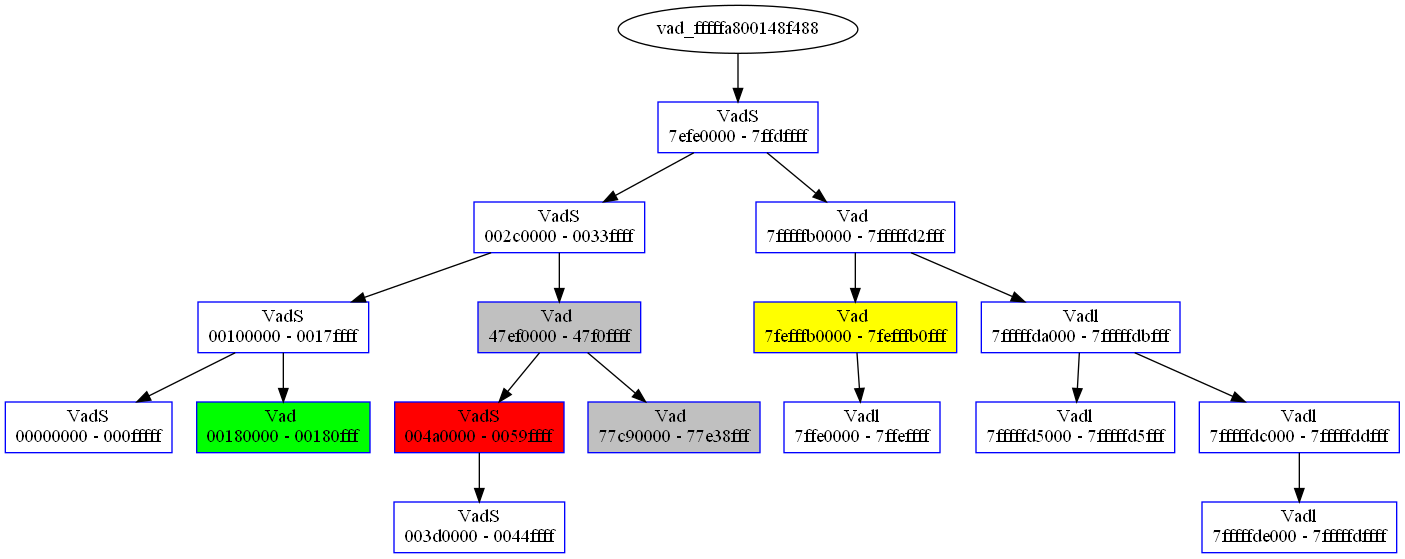 vad_fffffa800148f488
VadS
7efe0000 - 7ffdffff
VadS
002c0000 - 0033ffff
Vad
7fffffb0000 - 7fffffd2fff
VadS
00100000 - 0017ffff
Vad
47ef0000 - 47f0ffff
Vad
7fefffb0000 - 7fefffb0fff
Vadl
7fffffda000 - 7fffffdbfff
VadS
00000000 - 000fffff
Vad
00180000 - 00180fff
VadS
004a0000 - 0059ffff
Vad
77c90000 - 77e38fff
Vadl
7ffe0000 - 7ffeffff
Vadl
7fffffd5000 - 7fffffd5fff
Vadl
7fffffdc000 - 7fffffddfff
VadS
003d0000 - 0044ffff
Vadl
7fffffde000 - 7fffffdffff